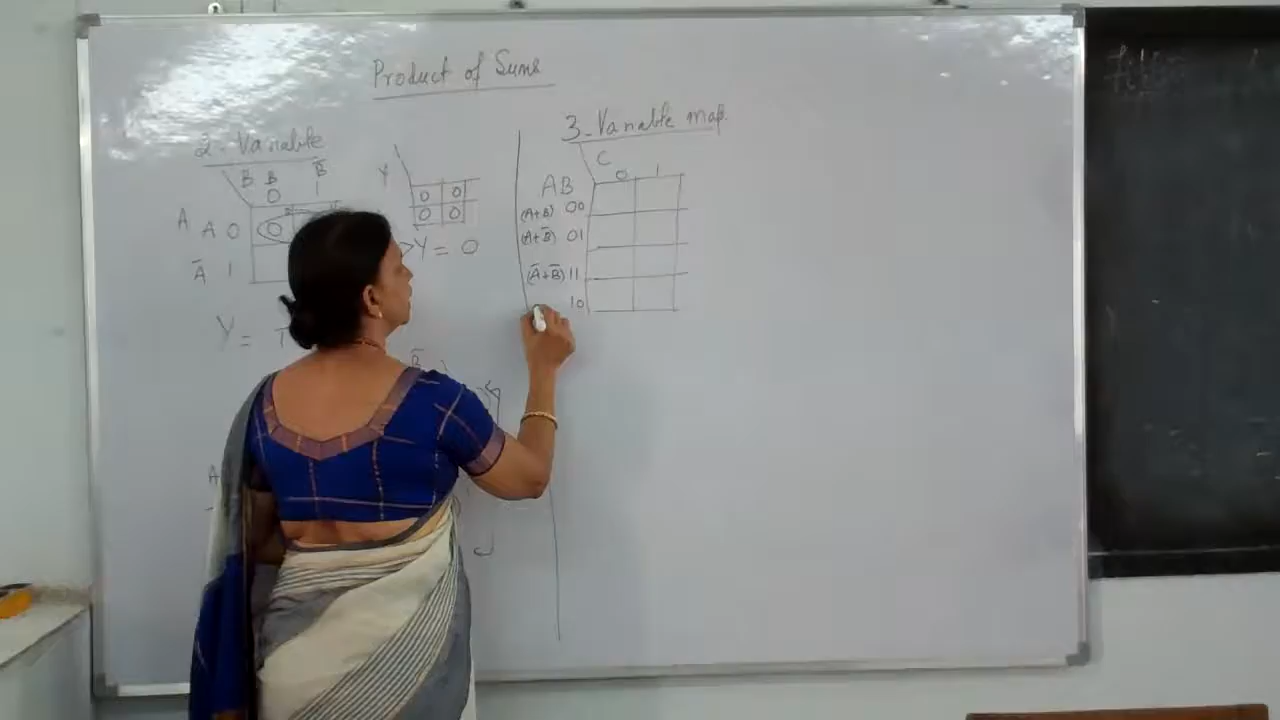 Product of Sums
2-Variable
B̄ B B̄
0 1
A A 0 0
Ā 1
Y =
Y
0 0
0 0
Y = 0
B̄
A
3-Variable map
C
0 1
AB
(A+B) 00
(A+B̄) 01
(Ā+B̄) 11
10